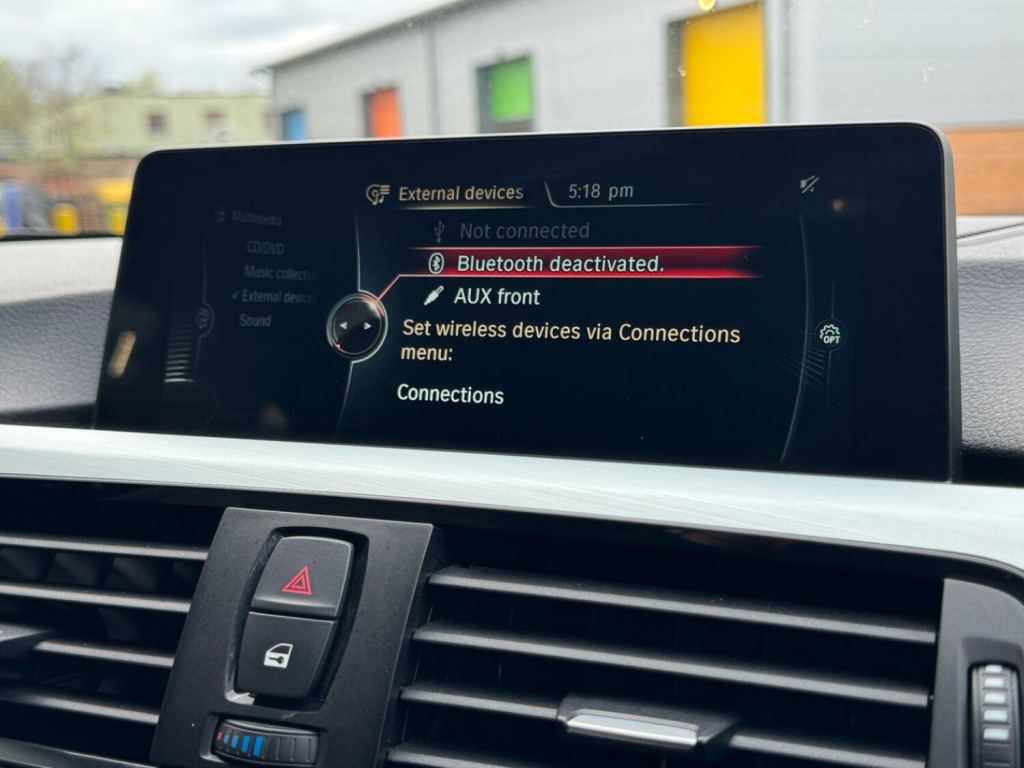 External devices
5:18 pm
Multimedia
CD/DVD
Music collection
External devices
Sound
Not connected
Bluetooth deactivated.
AUX front
Set wireless devices via Connections
menu:
Connections
OPT